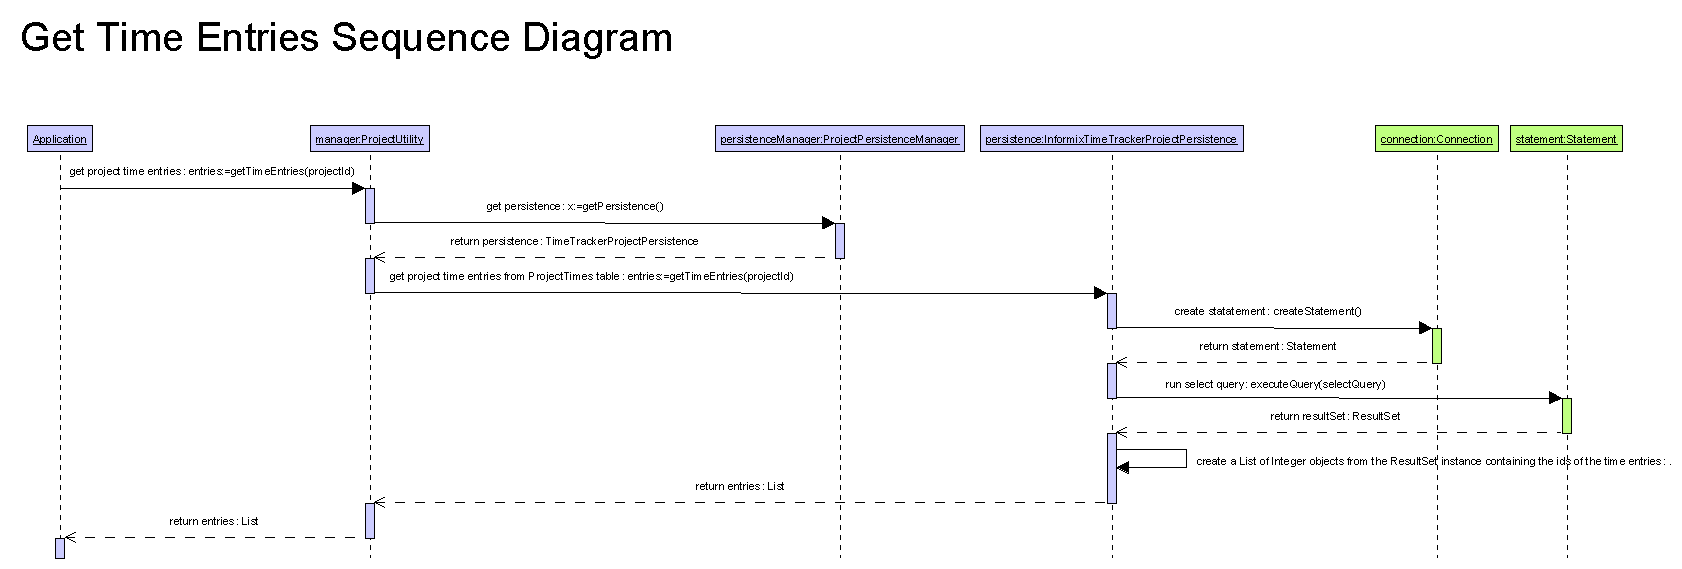 Get Time Entries Sequence Diagram
Application
manager:ProjectUtility
persistenceManager:ProjectPersistenceManager
persistence:InformixTimeTrackerProjectPersistence
connection:Connection
statement:Statement
get project time entries : entries:=getTimeEntries(projectId)
get persistence : x:=getPersistence()
return persistence : TimeTrackerProjectPersistence
get project time entries from ProjectTimes table : entries:=getTimeEntries(projectId)
create statatement : createStatement()
return statement : Statement
run select query : executeQuery(selectQuery)
return resultSet : ResultSet
create a List of Integer objects from the ResultSet instance containing the ids of the time entries : .
return entries : List
return entries : List